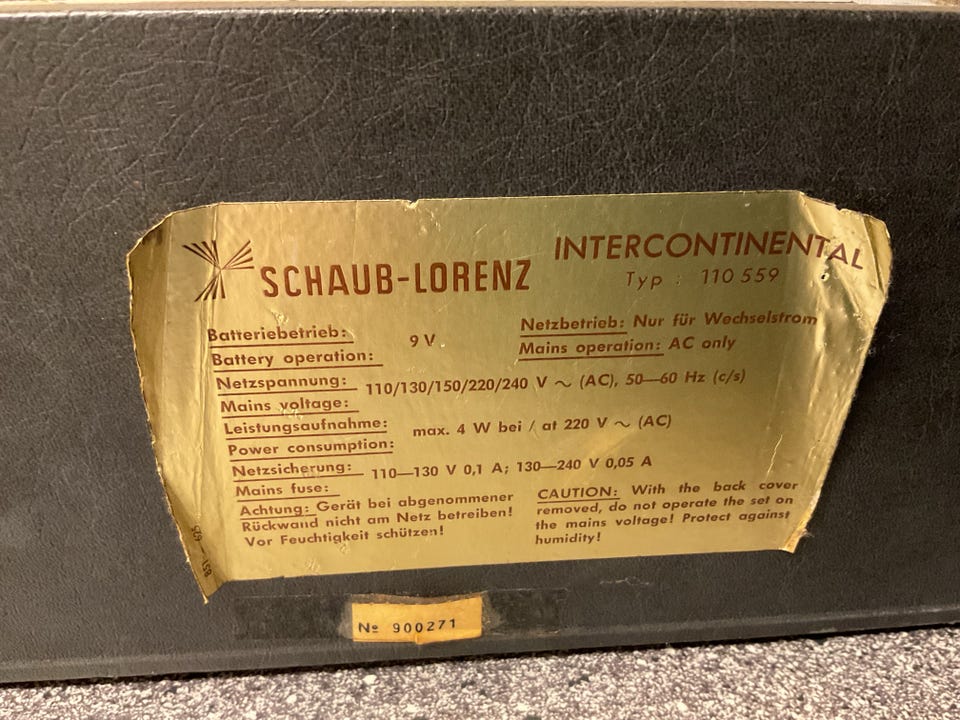 SCHAUB-LORENZ
INTERCONTINENTAL
Typ : 110 559
Batteriebetrieb:
Battery operation:
9 V
Netzbetrieb: Nur für Wechselstrom
Mains operation: AC only
Netzspannung:
Mains voltage:
110/130/150/220/240 V ~ (AC), 50—60 Hz (c/s)
Leistungsaufnahme:
Power consumption:
max. 4 W bei / at 220 V ~ (AC)
Netzsicherung:
Mains fuse:
110—130 V 0,1 A; 130—240 V 0,05 A
Achtung: Gerät bei abgenommener
Rückwand nicht am Netz betreiben!
Vor Feuchtigkeit schützen!
CAUTION: With the back cover
removed, do not operate the set on
the mains voltage! Protect against
humidity!
№ 900271